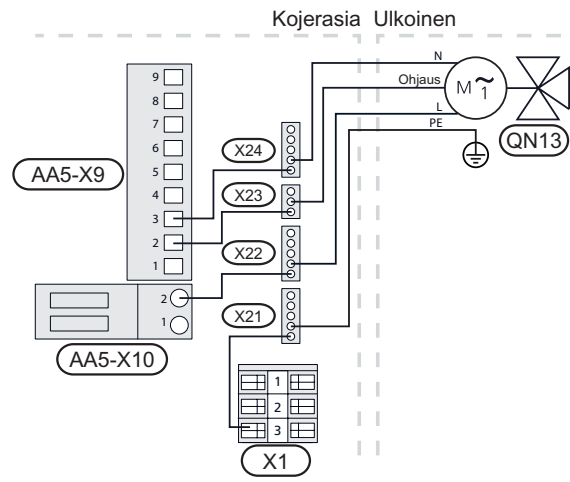 Kojerasia Ulkoinen
N
Ohjaus
L
PE
M ~ 1
QN13
9
8
7
6
5
4
3
2
1
AA5-X9
X24
X23
X22
X21
2
1
AA5-X10
1
2
3
X1